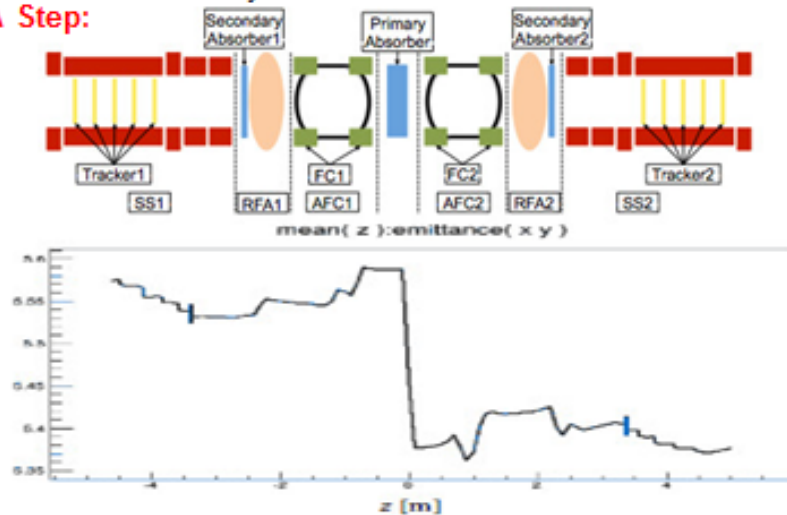 Step:
Secondary Absorber1
Primary Absorber
Secondary Absorber2
Tracker1
FC1
FC2
Tracker2
SS1
RFA1
AFC1
AFC2
RFA2
SS2
mean( z ):emittance( x y )
5.6
5.55
5.5
5.45
5.4
5.35
-4
-2
0
2
4
z [m]